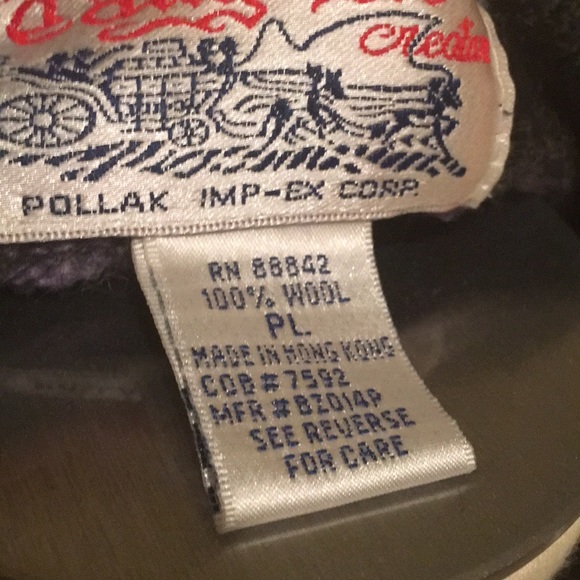 Medium
POLLAK IMP-EX CORP.
RN 88842
100% WOOL
PL.
MADE IN HONG KONG
COB# 7592
MFR # BZ014P
SEE REVERSE
FOR CARE